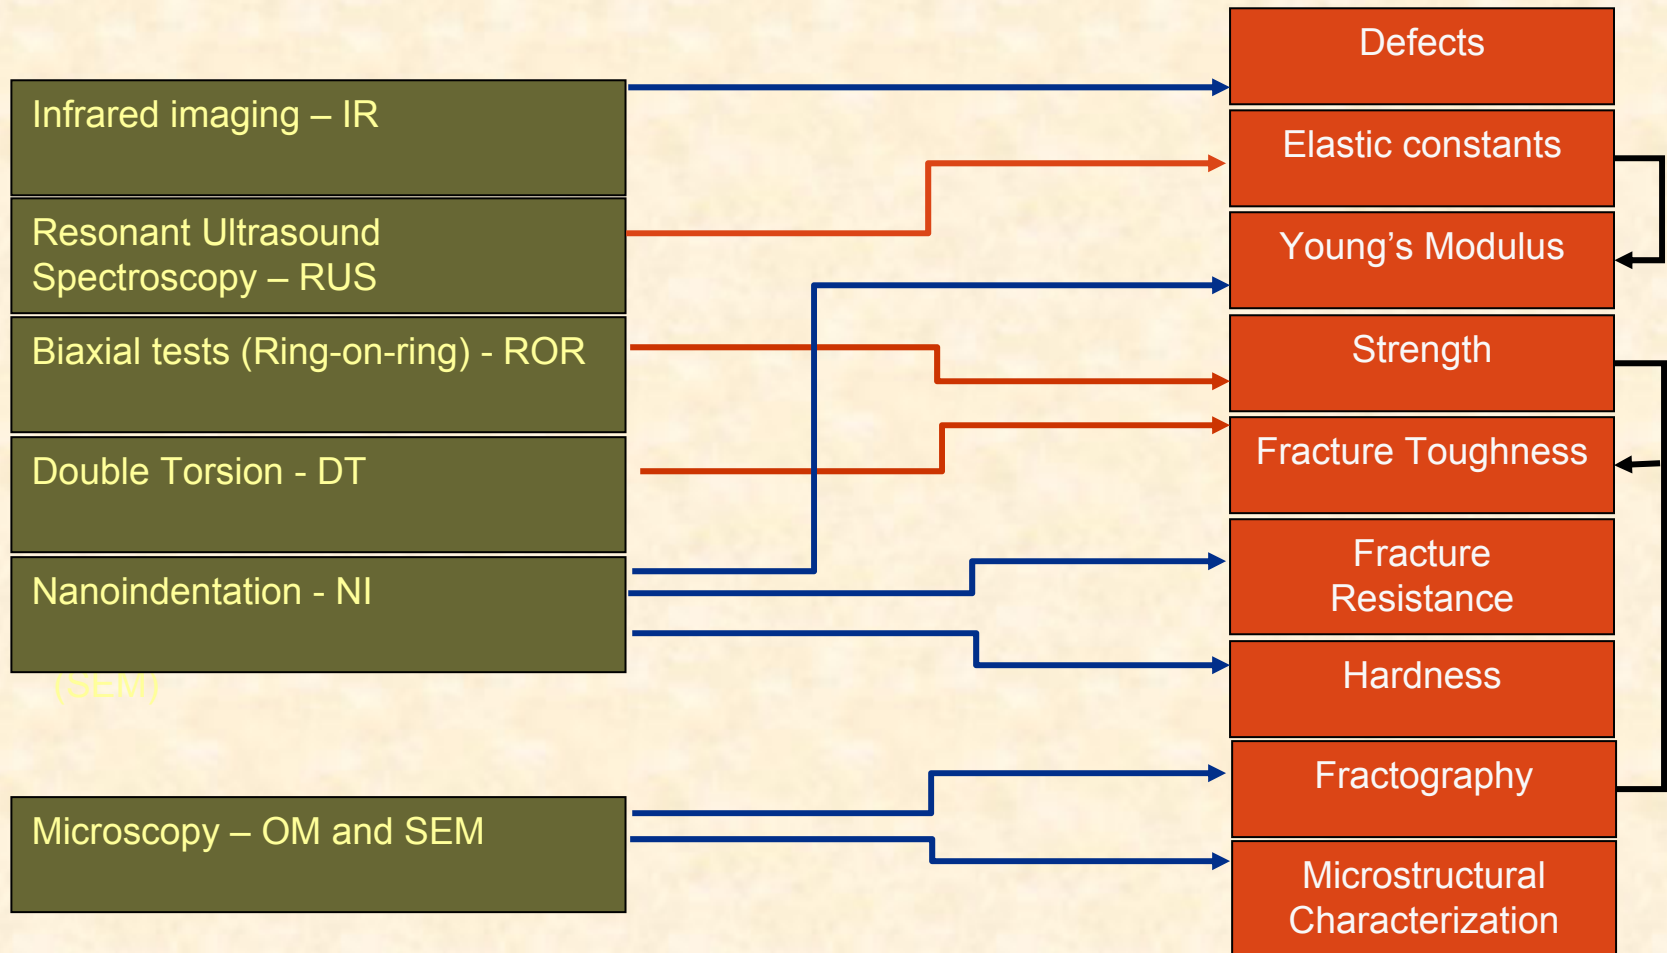 Infrared imaging – IR
Resonant Ultrasound
Spectroscopy – RUS
Biaxial tests (Ring-on-ring) - ROR
Double Torsion - DT
Nanoindentation - NI
(SEM)
Microscopy – OM and SEM
Defects
Elastic constants
Young’s Modulus
Strength
Fracture Toughness
Fracture
Resistance
Hardness
Fractography
Microstructural
Characterization